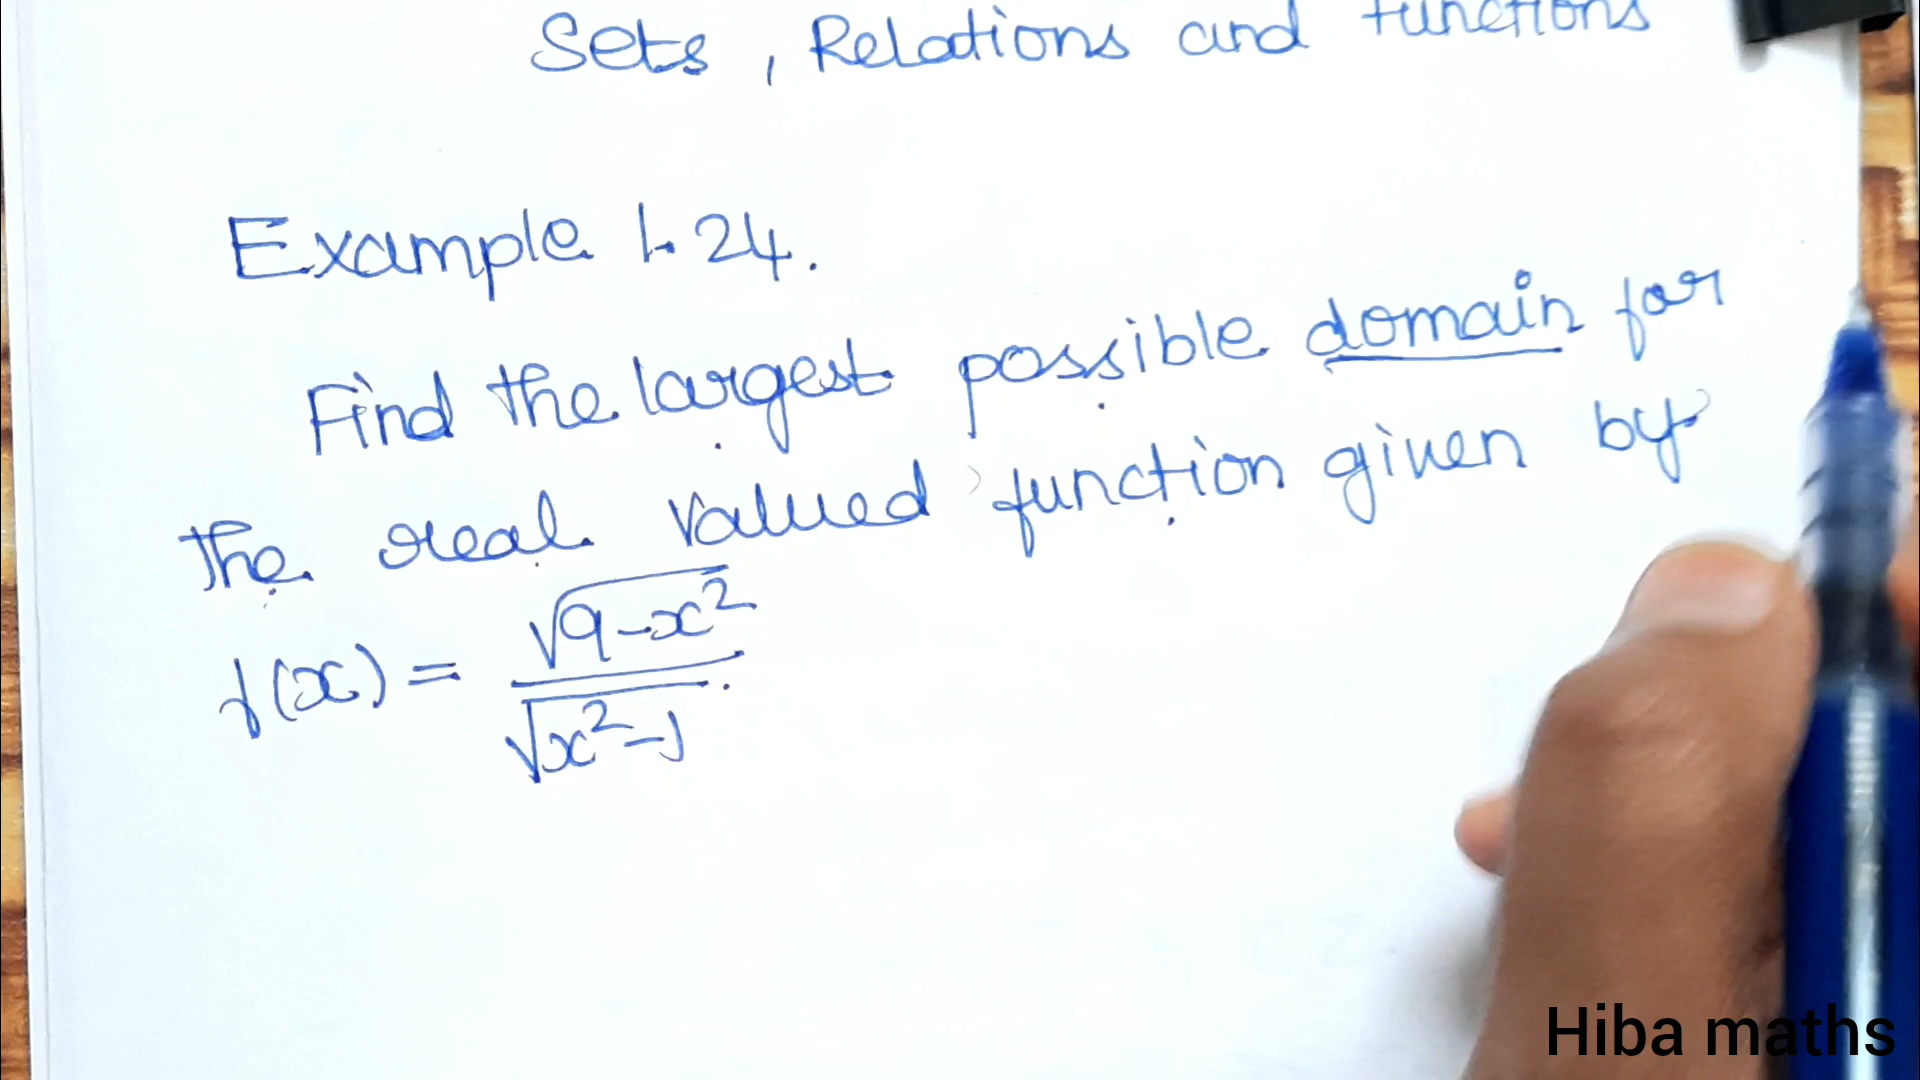 Sets, Relations and functions
Example 1.24.
Find the largest possible domain for
the real valued function given by
f(x) = √9-x² / √x²-1 .
Hiba maths